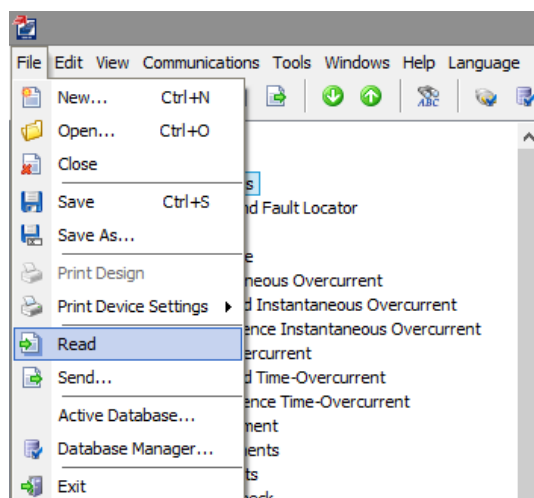 File Edit View Communications Tools Windows Help Language
New... Ctrl+N
Open... Ctrl+O
Close
Save Ctrl+S
Save As...
Print Design
Print Device Settings
Read
Send...
Active Database...
Database Manager...
Exit
s
nd Fault Locator
e
neous Overcurrent
d Instantaneous Overcurrent
ence Instantaneous Overcurrent
ercurrent
d Time-Overcurrent
ence Time-Overcurrent
ment
ents
ts
ABC